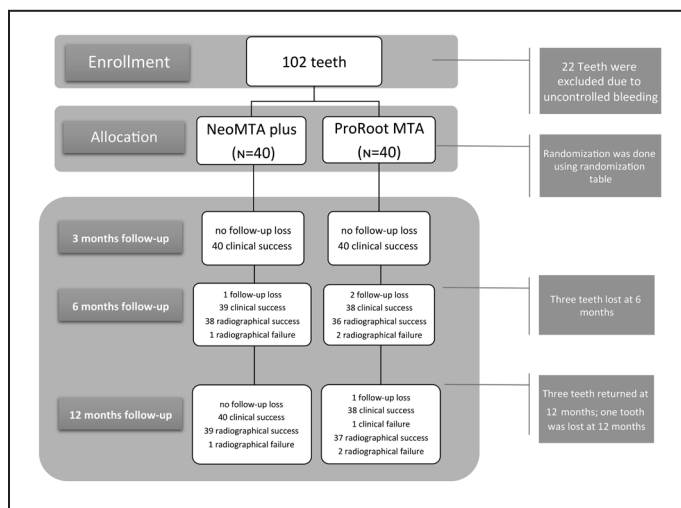 Enrollment
102 teeth
22 Teeth were
excluded due to
uncontrolled bleeding
Allocation
NeoMTA plus
(N=40)
ProRoot MTA
(N=40)
Randomization was done
using randomization
table
3 months follow-up
no follow-up loss
40 clinical success
no follow-up loss
40 clinical success
6 months follow-up
1 follow-up loss
39 clinical success
38 radiographical success
1 radiographical failure
2 follow-up loss
38 clinical success
36 radiographical success
2 radiographical failure
Three teeth lost at 6
months
12 months follow-up
no follow-up loss
40 clinical success
39 radiographical success
1 radiographical failure
1 follow-up loss
38 clinical success
1 clinical failure
37 radiographical success
2 radiographical failure
Three teeth returned at
12 months; one tooth
was lost at 12 months